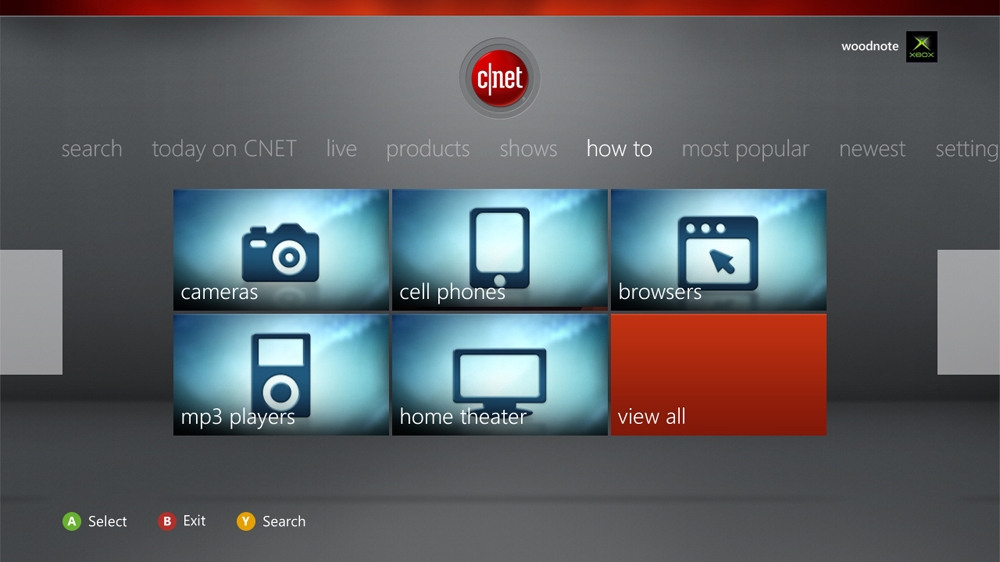 woodnote
XBOX
c|net
search today on CNET live products shows how to most popular newest setting
cameras cell phones browsers
mp3 players home theater view all
A Select B Exit Y Search